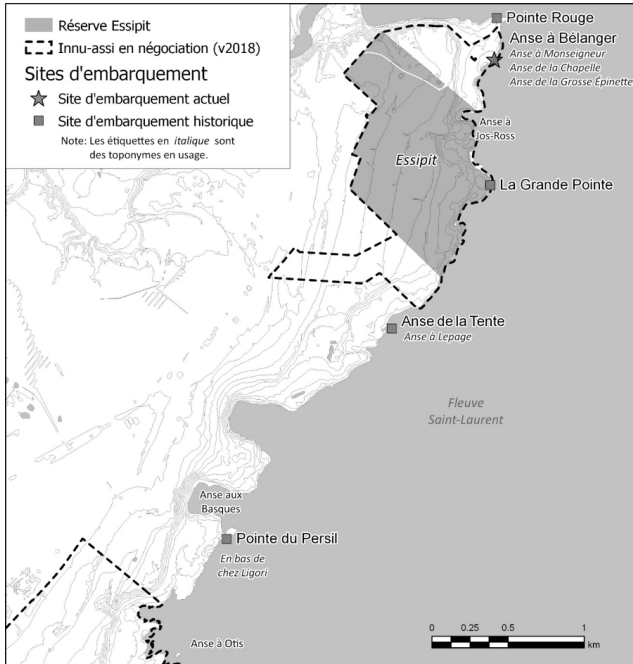 Réserve Essipit
Innu-assi en négociation (v2018)
Sites d'embarquement
Site d'embarquement actuel
Site d'embarquement historique
Note: Les étiquettes en italique sont
des toponymes en usage.
Pointe Rouge
Anse à Bélanger
Anse à Monseigneur
Anse de la Chapelle
Anse de la Grosse Épinette
Anse à
Jos-Ross
Essipit
La Grande Pointe
Anse de la Tente
Anse à Lepage
Fleuve
Saint-Laurent
Anse aux
Basques
Pointe du Persil
En bas de
chez Ligori
Anse à Otis
0 0.25 0.5 1
km